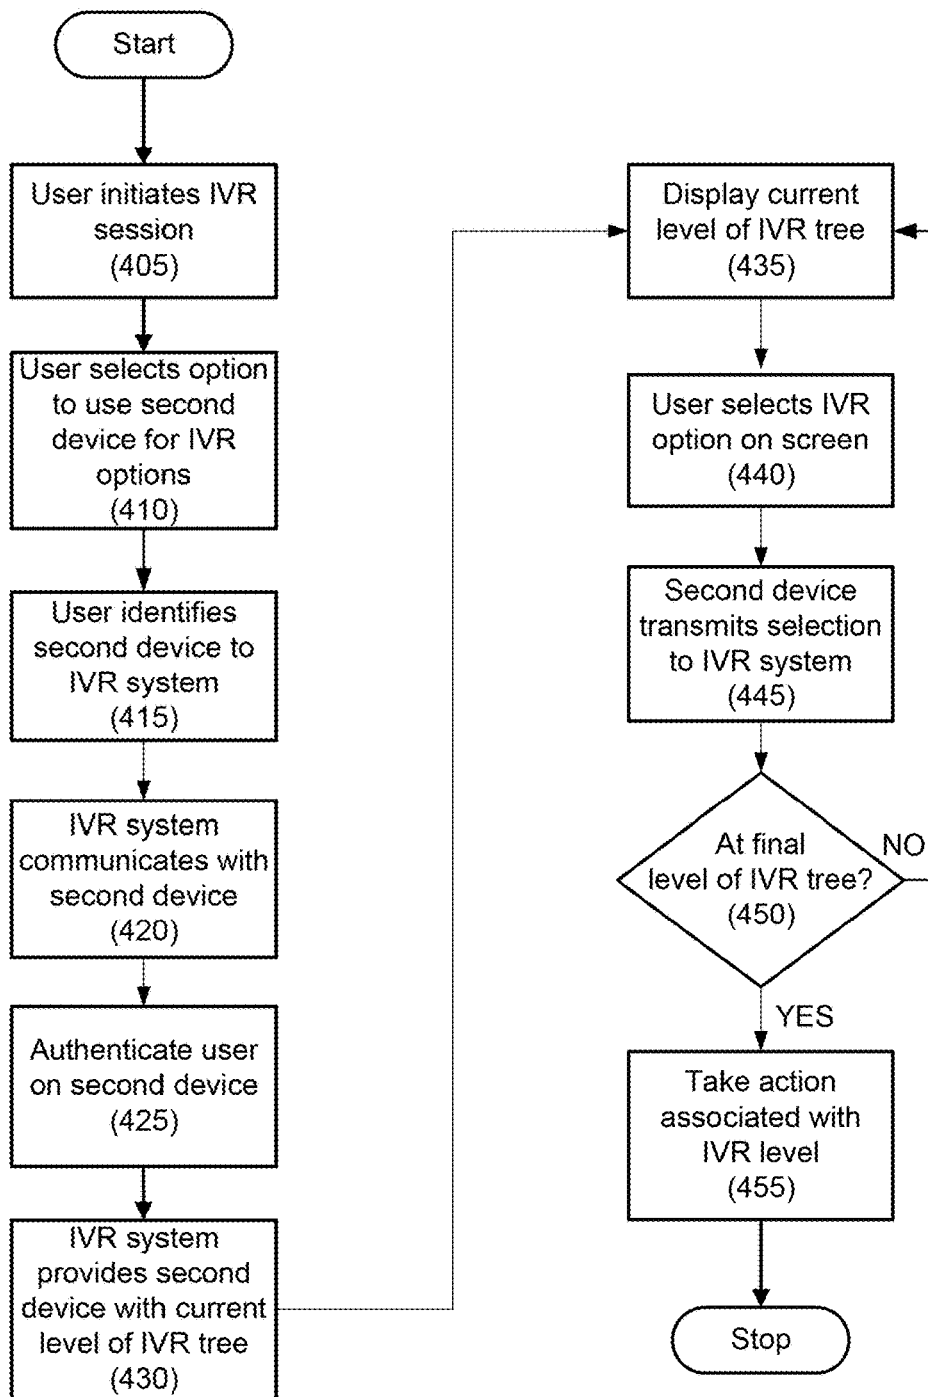 Start
User initiates IVR
session
(405)
User selects option
to use second
device for IVR
options
(410)
User identifies
second device to
IVR system
(415)
IVR system
communicates with
second device
(420)
Authenticate user
on second device
(425)
IVR system
provides second
device with current
level of IVR tree
(430)
Display current
level of IVR tree
(435)
User selects IVR
option on screen
(440)
Second device
transmits selection
to IVR system
(445)
At final
level of IVR tree?
(450)
NO
YES
Take action
associated with
IVR level
(455)
Stop